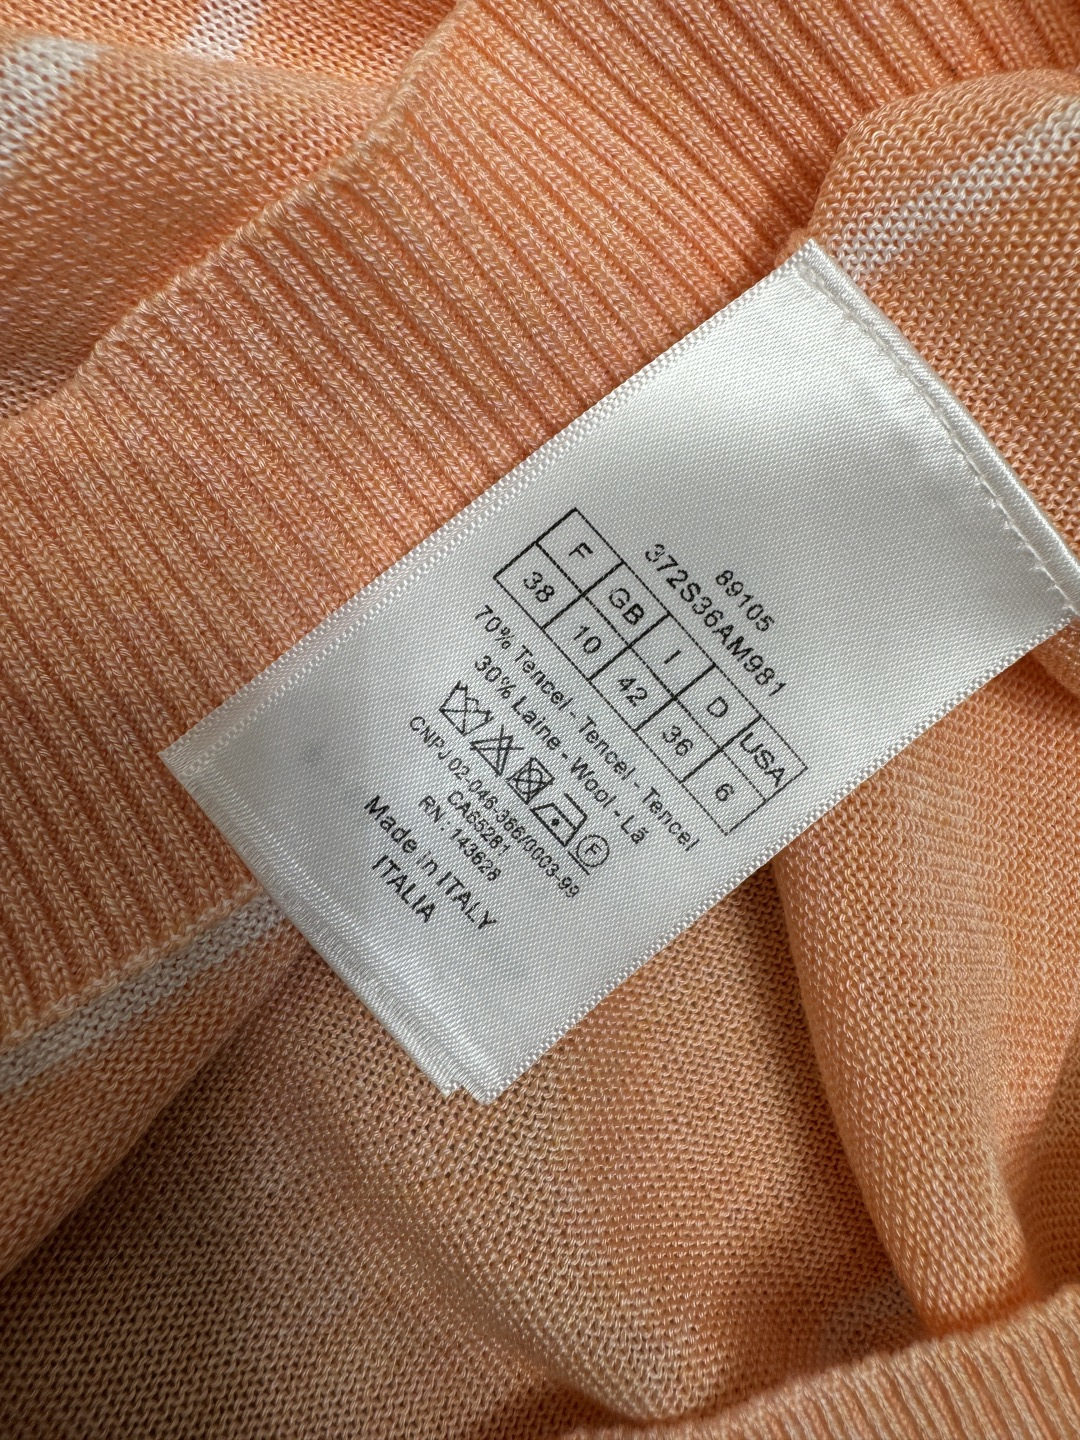 89105
372S36AM981
F GB I D USA
38 10 42 36 6
70% Tencel - Tencel - Tencel
30% Laine - Wool - Lã
F
CNPJ 02-046-366/0003-99
CA65281
RN : 143628
Made in ITALY
ITALIA